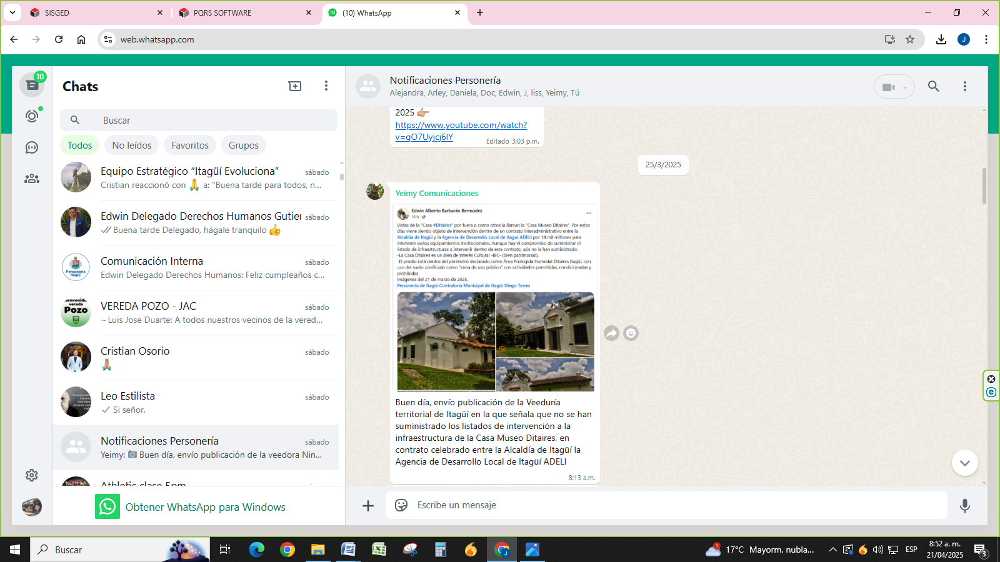 SISGED
PQRS SOFTWARE
(10) WhatsApp
web.whatsapp.com
J
10
Chats
Buscar
Todos
No leídos
Favoritos
Grupos
Equipo Estratégico “Itagüí Evoluciona”
sábado
Cristian reaccionó con 🙏 a: "Buena tarde para todos, n...
Edwin Delegado Derechos Humanos Gutier
sábado
Buena tarde Delegado, hágale tranquilo 👍
Comunicación Interna
sábado
Edwin Delegado Derechos Humanos: Feliz cumpleaños c...
Personería
Itagüí
VEREDA POZO - JAC
sábado
~ Luis Jose Duarte: A todos nuestros vecinos de la vered...
vereda
Pozo
Cristian Osorio
sábado
🙏
Leo Estilista
sábado
Si señor.
Notificaciones Personería
sábado
Yeimy: 📷 Buen día, envío publicación de la veedora Nin...
Athletic clase 5pm
Obtener WhatsApp para Windows
Notificaciones Personería
Alejandra, Arley, Daniela, Doc, Edwin, J, liss, Yeimy, Tú
2025 👉
https://www.youtube.com/watch?
v=qO7Uyjcj6lY
Editado 3:03 p.m.
25/3/2025
Yeimy Comunicaciones
Edwin Alberto Barbarán Bermúdez
14 h
Vistas de la "Casa #Ditaires" por fuera o como otros la llaman la "Casa Museo Ditaires". Por estos
días viene siendo objeto de intervención dentro de un contrato interadministrativo entre la
Alcaldía de Itagüí y la Agencia de Desarrollo Local de Itagüí ADELI por 14 mil millones para
intervenir varios equipamientos institucionales. Aunque hay el compromiso de suministrar el
listado de infraestructuras a intervenir dentro de este contrato, aún no la han suministrado.
-La Casa Ditaires es un Bien de Interés Cultural -BIC- (bien patrimonial).
-El predio está dentro del perímetro declarado como Área Protegida Humedal Ditaires Itagüí, con
uso del suelo zonificado como "zona de uso público" con actividades permitidas, condicionadas y
prohibidas.
Imágenes del 21 de marzo de 2025.
Personería de Itagüí Contraloría Municipal de Itagüí Diego Torres
Buen día, envío publicación de la Veeduría
territorial de Itagüí en la que señala que no se han
suministrado los listados de intervención a la
infraestructura de la Casa Museo Ditaires, en
contrato celebrado entre la Alcaldía de Itagüí la
Agencia de Desarrollo Local de Itagüí ADELI
8:13 a.m.
Escribe un mensaje
Buscar
1
17°C Mayorm. nubla...
ESP
8:52 a. m.
21/04/2025
3